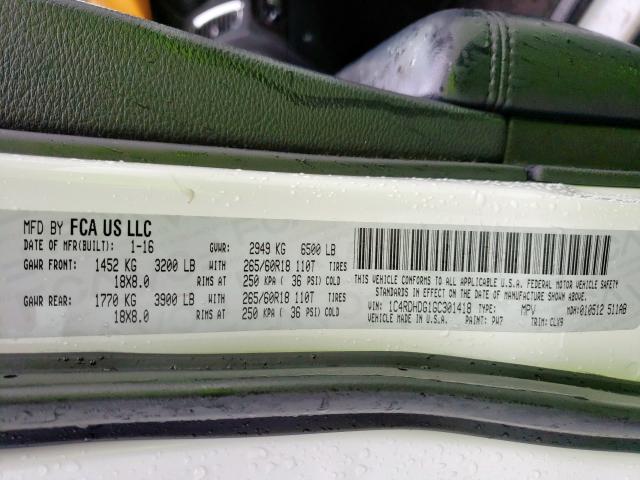 MFD BY FCA US LLC
DATE OF MFR(BUILT): 1-16 GVWR: 2949 KG 6500 LB
GAWR FRONT: 1452 KG 3200 LB WITH 265/60R18 110T TIRES
18X8.0 RIMS AT 250 KPA ( 36 PSI) COLD
GAWR REAR: 1770 KG 3900 LB WITH 265/60R18 110T TIRES
18X8.0 RIMS AT 250 KPA ( 36 PSI) COLD
THIS VEHICLE CONFORMS TO ALL APPLICABLE U.S.A. FEDERAL MOTOR VEHICLE SAFETY
STANDARDS IN EFFECT ON THE DATE OF MANUFACTURE SHOWN ABOVE.
VIN: 1C4RDHDG1GC301418 TYPE: MPV MDH:010512 511AB
PAINT: PW7 TRIM: CLX9